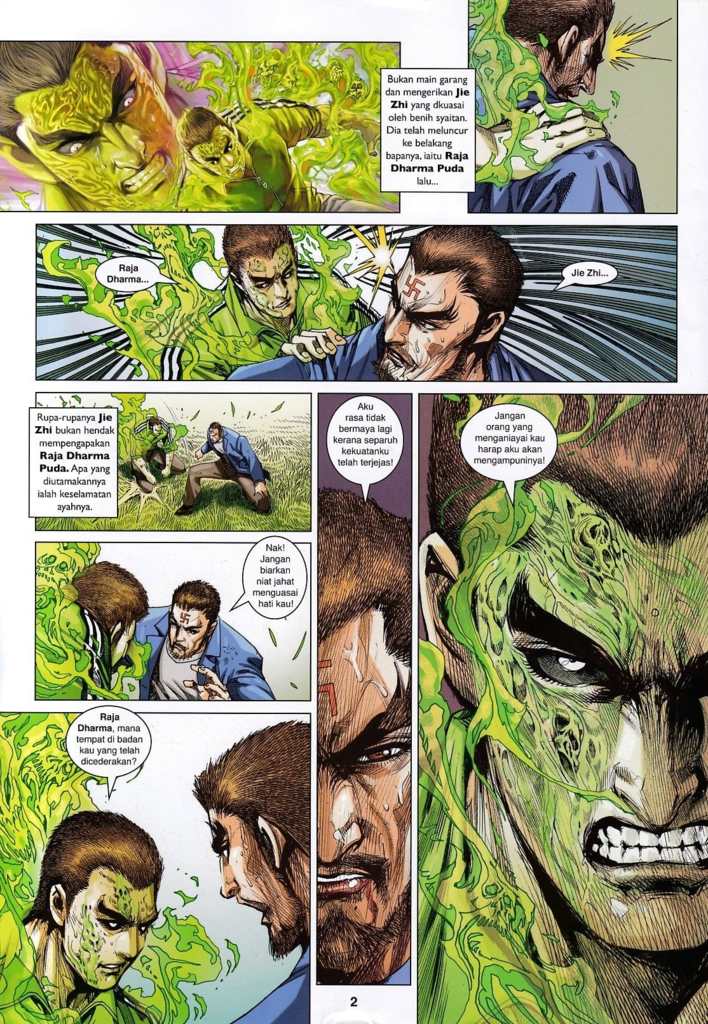 Bukan main garang
dan mengerikan Jie
Zhi yang dkuasai
oleh benih syaitan.
Dia telah meluncur
ke belakang
bapanya, iaitu Raja
Dharma Puda
lalu...
Raja
Dharma...
Jie Zhi...
Rupa-rupanya Jie
Zhi bukan hendak
mempengapakan
Raja Dharma
Puda. Apa yang
diutamakannya
ialah keselamatan
ayahnya.
Nak!
Jangan
biarkan
niat jahat
menguasai
hati kau!
Raja
Dharma, mana
tempat di badan
kau yang telah
dicederakan?
Aku
rasa tidak
bermaya lagi
kerana separuh
kekuatanku
telah terjejas!
Jangan
orang yang
menganiayai kau
harap aku akan
mengampuninya!
2